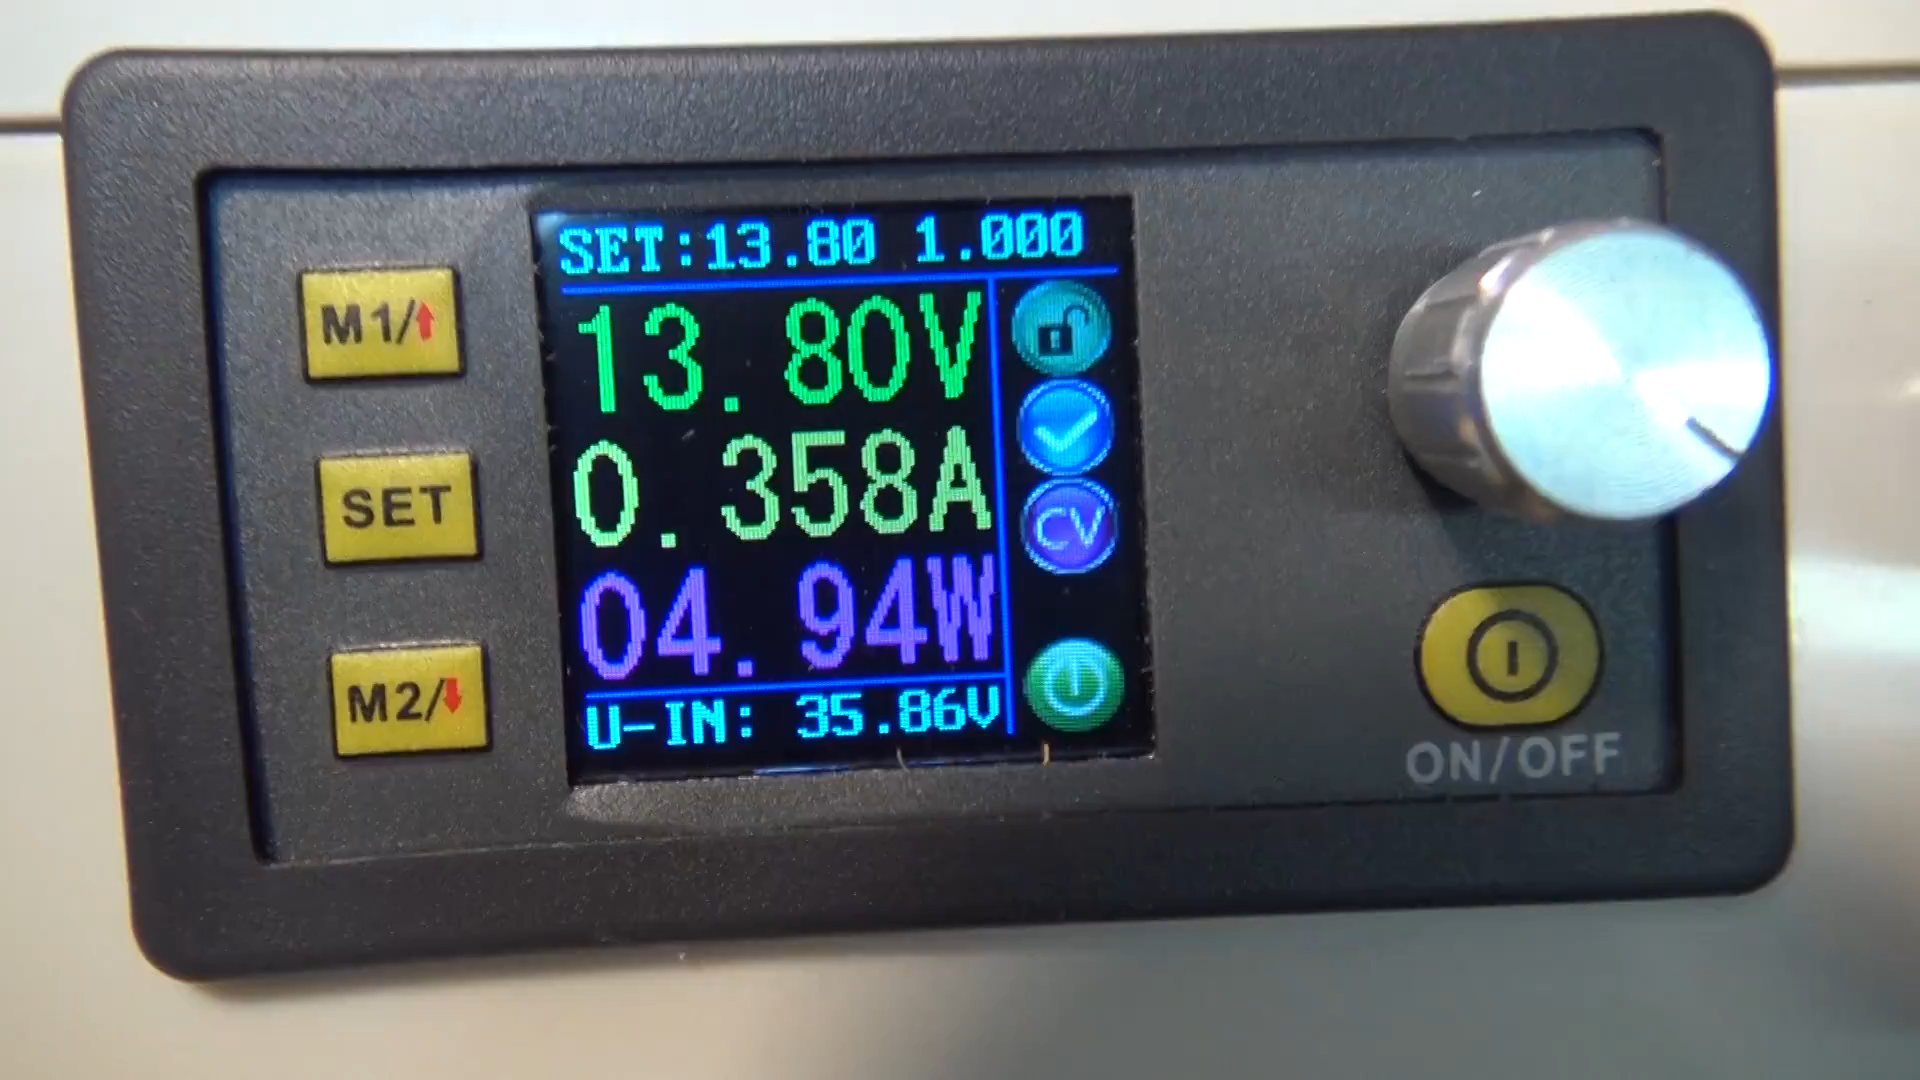 SET:13.80 1.000
13.80V
0.358A
04.94W
U-IN: 35.86V
CV
M1/⬆
SET
M2/⬇
ON/OFF